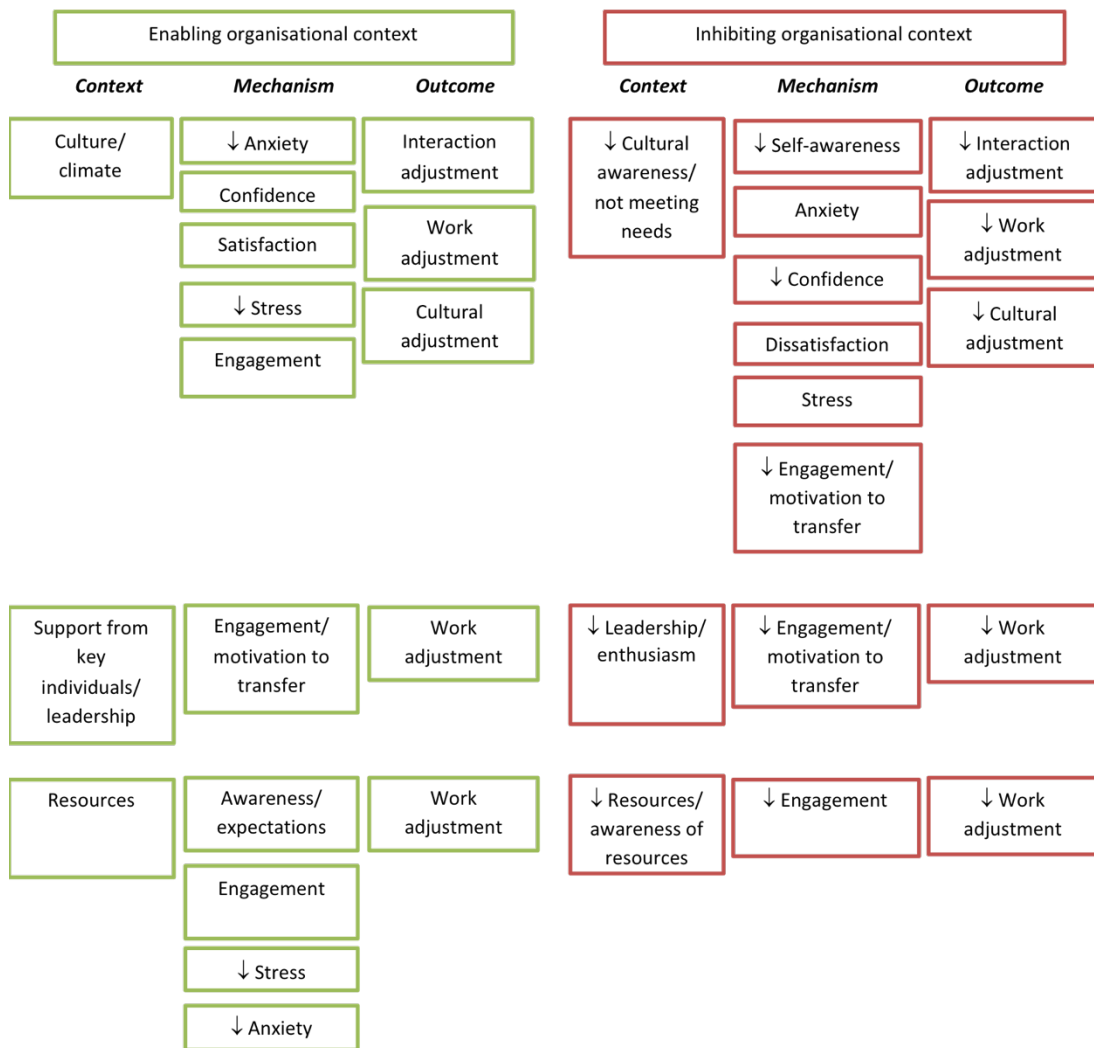 Enabling organisational context
Context
Mechanism
Outcome
Culture/
climate
↓ Anxiety
Confidence
Satisfaction
↓ Stress
Engagement
Interaction
adjustment
Work
adjustment
Cultural
adjustment
Support from
key
individuals/
leadership
Engagement/
motivation to
transfer
Work
adjustment
Resources
Awareness/
expectations
Engagement
↓ Stress
↓ Anxiety
Work
adjustment
Inhibiting organisational context
Context
Mechanism
Outcome
↓ Cultural
awareness/
not meeting
needs
↓ Self-awareness
Anxiety
↓ Confidence
Dissatisfaction
Stress
↓ Engagement/
motivation to
transfer
↓ Interaction
adjustment
↓ Work
adjustment
↓ Cultural
adjustment
↓ Leadership/
enthusiasm
↓ Engagement/
motivation to
transfer
↓ Work
adjustment
↓ Resources/
awareness of
resources
↓ Engagement
↓ Work
adjustment